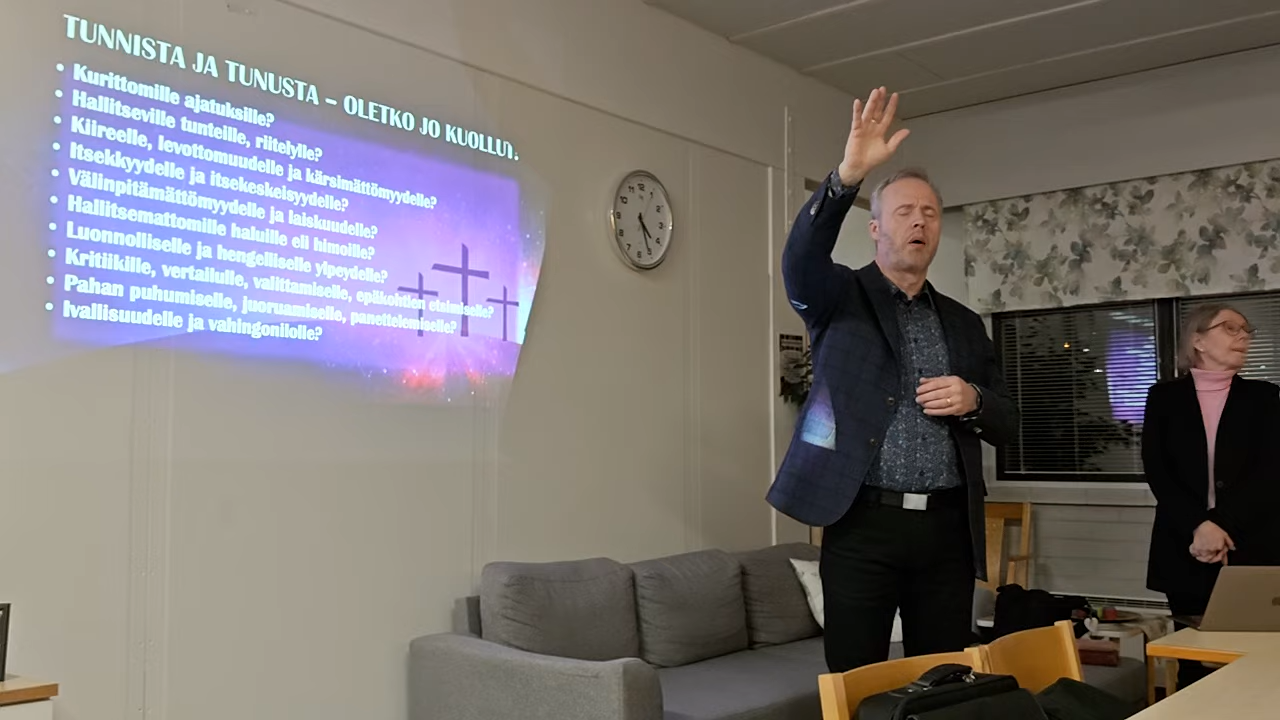 TUNNISTA JA TUNUSTA – OLETKO JO KUOLLUT.
• Kurittomille ajatuksille?
• Hallitseville tunteille, riitelylle?
• Kiireelle, levottomuudelle ja kärsimättömyydelle?
• Itsekkyydelle ja itsekeskeisyydelle?
• Välinpitämättömyydelle ja laiskuudelle?
• Hallitsemattomille haluille eli himoille?
• Luonnolliselle ja hengelliselle ylpeydelle?
• Kritiikille, vertailulle, valittamiselle, epäkohtien etsimiselle?
• Pahan puhumiselle, juoruamiselle, panettelemiselle?
• Ivallisuudelle ja vahingonilolle?